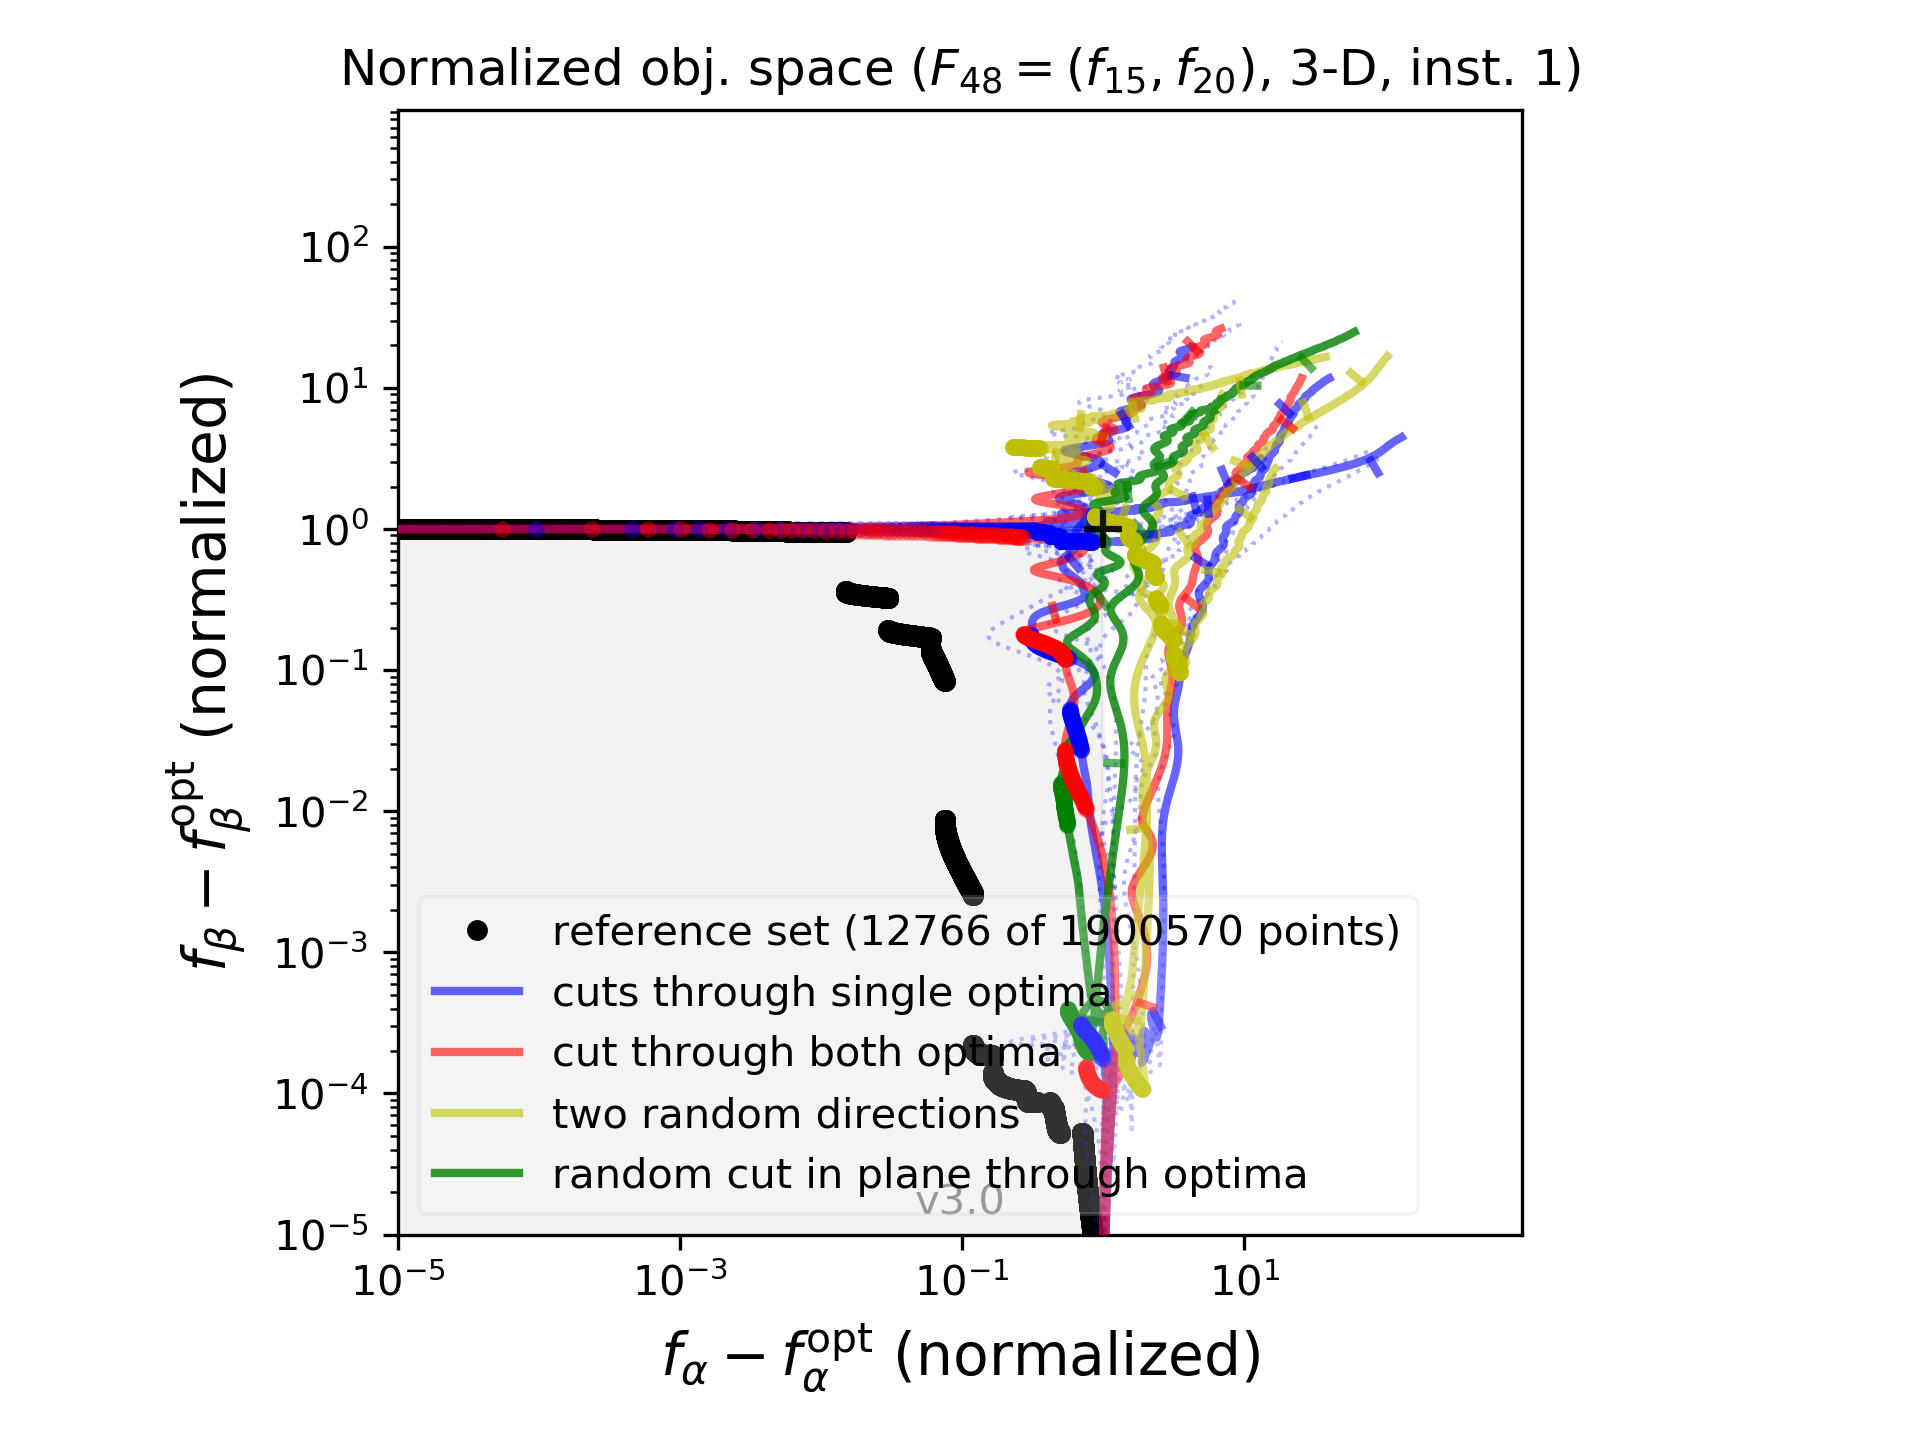 Normalized obj. space (F₄₈ = (f₁₅, f₂₀), 3-D, inst. 1)
10²
10¹
10⁰
10⁻¹
10⁻²
10⁻³
10⁻⁴
10⁻⁵
f_β − f_β^opt (normalized)
reference set (12766 of 1900570 points)
cuts through single optima
cut through both optima
two random directions
random cut in plane through optima
v3.0
10⁻⁵ 10⁻³ 10⁻¹ 10¹
f_α − f_α^opt (normalized)